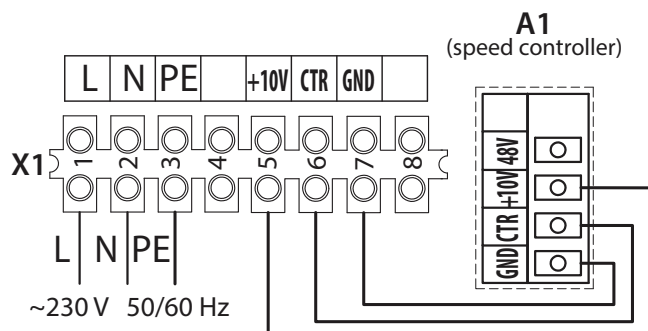 A1
(speed controller)
L N PE +10V CTR GND
X1 1 2 3 4 5 6 7 8
48V
+10V
CTR
GND
L N PE
~230 V 50/60 Hz